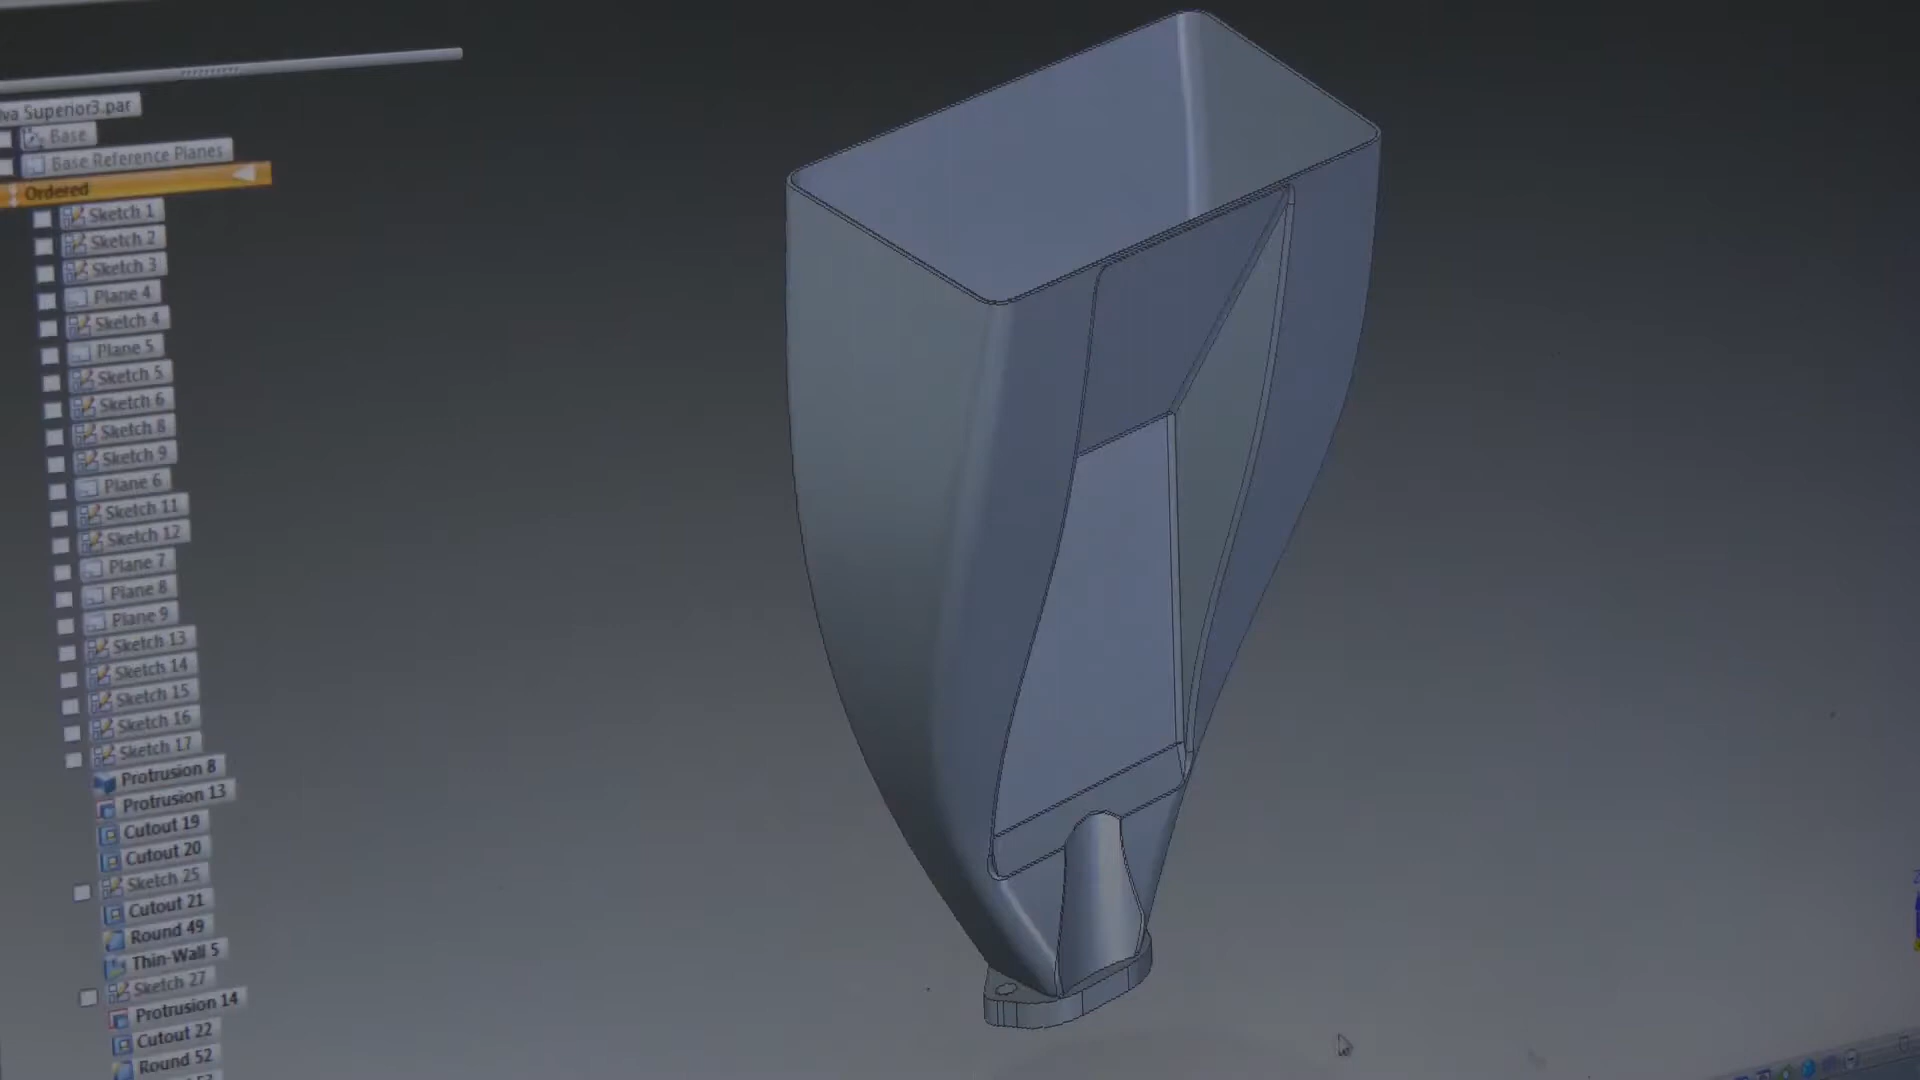 Superior3.par
Base
Base Reference Planes
Ordered
Sketch 1
Sketch 2
Sketch 3
Plane 4
Sketch 4
Plane 5
Sketch 5
Sketch 6
Sketch 8
Sketch 9
Plane 6
Sketch 11
Sketch 12
Plane 7
Plane 8
Plane 9
Sketch 13
Sketch 14
Sketch 15
Sketch 16
Sketch 17
Protrusion 8
Protrusion 13
Cutout 19
Cutout 20
Sketch 25
Cutout 21
Round 49
Thin-Wall 5
Sketch 27
Protrusion 14
Cutout 22
Round 52